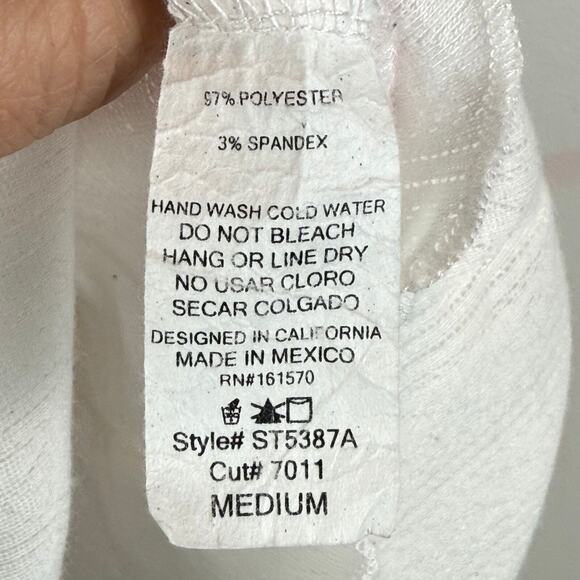 97% POLYESTER
3% SPANDEX
HAND WASH COLD WATER
DO NOT BLEACH
HANG OR LINE DRY
NO USAR CLORO
SECAR COLGADO
DESIGNED IN CALIFORNIA
MADE IN MEXICO
RN#161570
Style# ST5387A
Cut# 7011
MEDIUM